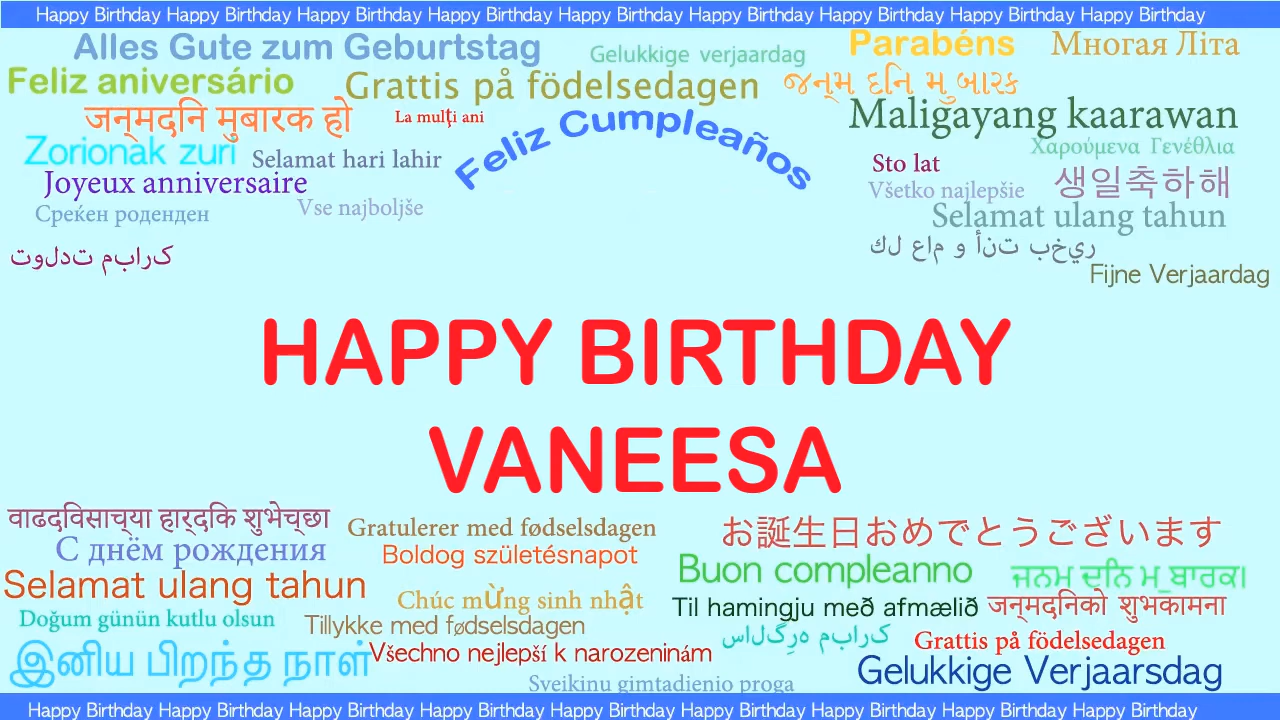 Happy Birthday Happy Birthday Happy Birthday Happy Birthday Happy Birthday Happy Birthday Happy Birthday Happy Birthday Happy Birthday
Alles Gute zum Geburtstag
Gelukkige verjaardag
Parabéns
Многая Літа
Feliz aniversário
Grattis på födelsedagen
જન્મ દિન મુબારક
जन्मदिन मुबारक हो
La mulţi ani
Feliz Cumpleaños
Maligayang kaarawan
Zorionak zuri
Selamat hari lahir
Χαρούμενα Γενέθλια
Sto lat
Joyeux anniversaire
Všetko najlepšie
생일축하해
Среќен роденден
Vse najboljše
Selamat ulang tahun
تولدت مبارک
كل عام و أنت بخير
Fijne Verjaardag
HAPPY BIRTHDAY
VANEESA
वाढदिवसाच्या हार्दिक शुभेच्छा
Gratulerer med fødselsdagen
お誕生日おめでとうございます
С днём рождения
Boldog születésnapot
Buon compleanno
ਜਨਮ ਦਿਨ ਮੁਬਾਰਕ।
Selamat ulang tahun
Chúc mừng sinh nhật
Til hamingju með afmælið
जन्मदिनको शुभकामना
Doğum günün kutlu olsun
Tillykke med fødselsdagen
سالگرہ مبارک
Grattis på födelsedagen
இனிய பிறந்த நாள்
Všechno nejlepší k narozeninám
Gelukkige Verjaarsdag
Sveikinu gimtadienio proga
Happy Birthday Happy Birthday Happy Birthday Happy Birthday Happy Birthday Happy Birthday Happy Birthday Happy Birthday Happy Birthday